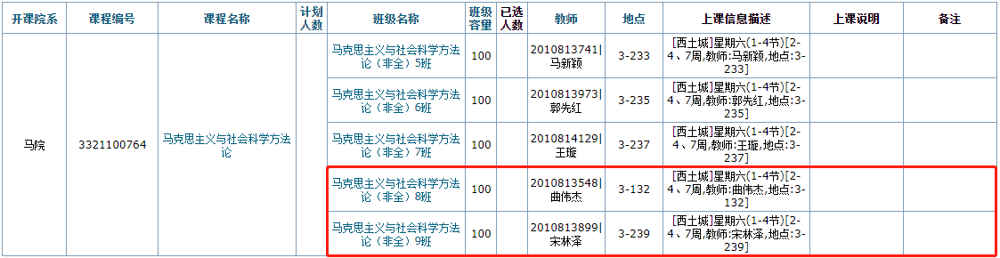 开课院系 课程编号 课程名称 计划人数 班级名称 班级容量 已选人数 教师 地点 上课信息描述 上课说明 备注
马克思主义与社会科学方法
论（非全）5班
100
2010813741|
马新颖
3-233
[西土城]星期六(1-4节)[2-
4、7周,教师:马新颖,地点:3-
233]
马克思主义与社会科学方法
论（非全）6班
100
2010813973|
郭先红
3-235
[西土城]星期六(1-4节)[2-
4、7周,教师:郭先红,地点:3-
235]
马院
3321100764
马克思主义与社会科学方法
论
马克思主义与社会科学方法
论（非全）7班
100
2010814129|
王璇
3-237
[西土城]星期六(1-4节)[2-
4、7周,教师:王璇,地点:3-
237]
马克思主义与社会科学方法
论（非全）8班
100
2010813548|
曲伟杰
3-132
[西土城]星期六(1-4节)[2-
4、7周,教师:曲伟杰,地点:3-
132]
马克思主义与社会科学方法
论（非全）9班
100
2010813899|
宋林泽
3-239
[西土城]星期六(1-4节)[2-
4、7周,教师:宋林泽,地点:3-
239]